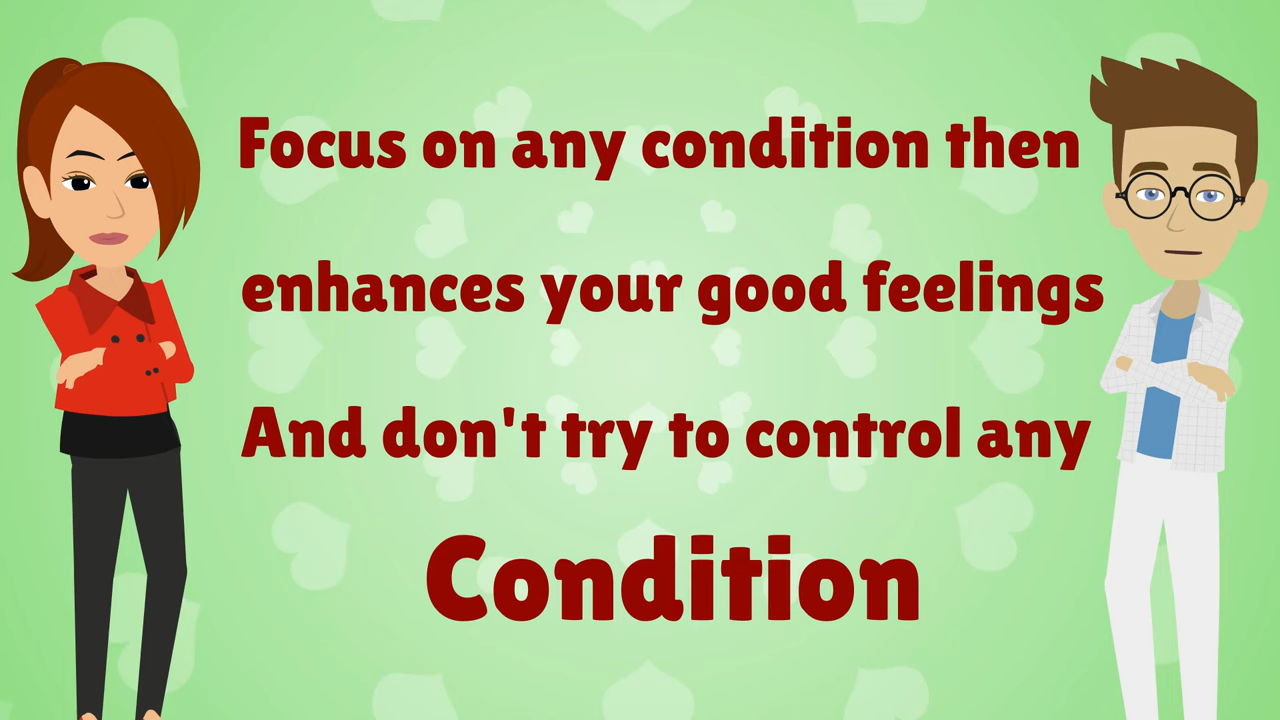 Focus on any condition then
enhances your good feelings
And don't try to control any
Condition